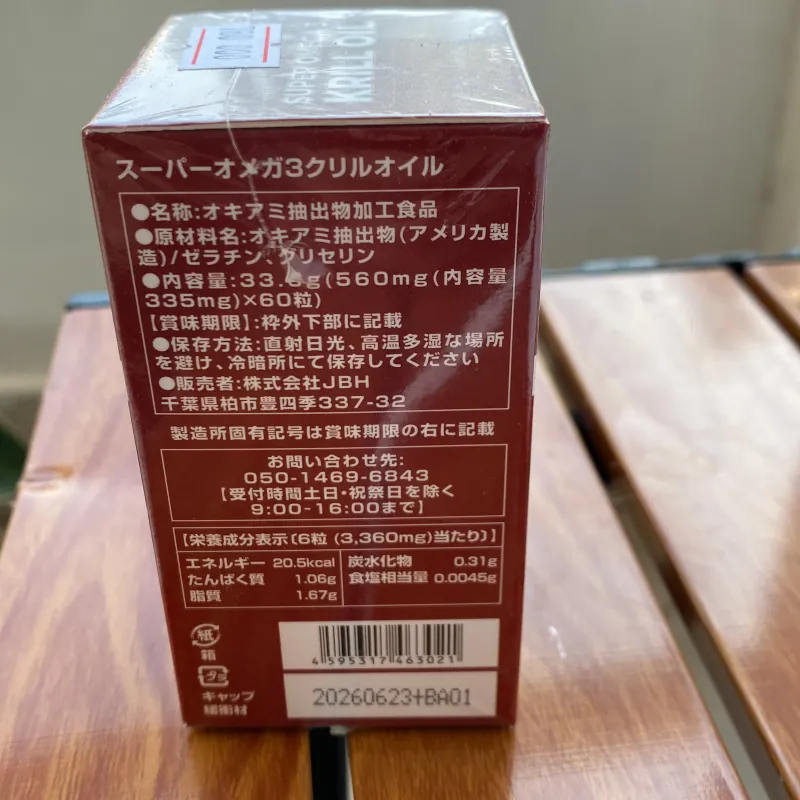 000 000
SUPER OMEGA
KRILL OIL
スーパーオメガ3クリルオイル
●名称:オキアミ抽出物加工食品
●原材料名:オキアミ抽出物(アメリカ製
造)/ゼラチン、グリセリン
●内容量:33.6g(560mg(内容量
335mg)×60粒)
【賞味期限】:枠外下部に記載
●保存方法:直射日光、高温多湿な場所
を避け、冷暗所にて保存してください
●販売者:株式会社JBH
千葉県柏市豊四季337-32
製造所固有記号は賞味期限の右に記載
お問い合わせ先:
050-1469-6843
【受付時間土日・祝祭日を除く
9:00-16:00まで】
【栄養成分表示(6粒 (3,360mg)当たり)】
エネルギー 20.5kcal
たんぱく質 1.06g
脂質 1.67g
炭水化物 0.31g
食塩相当量 0.0045g
紙
箱
プラ
キャップ
緩衝材
4595317463021
20260623+BA01